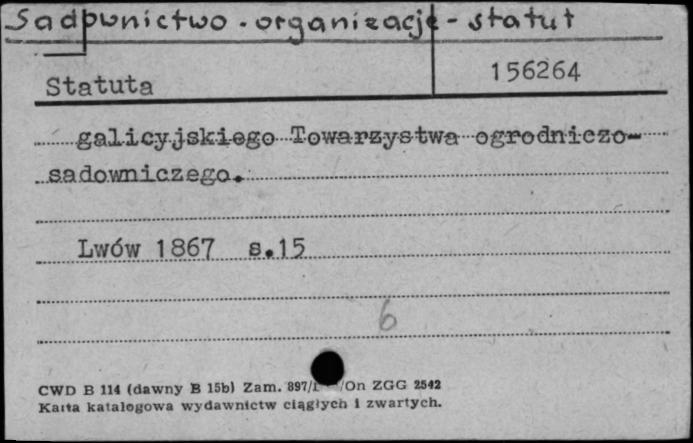 Sadownictwo - organizacje - statut
Statuta
156264
galicyjskiego Towarzystwa ogrodniczo-
sadowniczego.
Lwów 1867 s.15
6
CWD B 114 (dawny B 15b) Zam. 897/ /On ZGG 2542
Karta katalogowa wydawnictw ciągłych i zwartych.